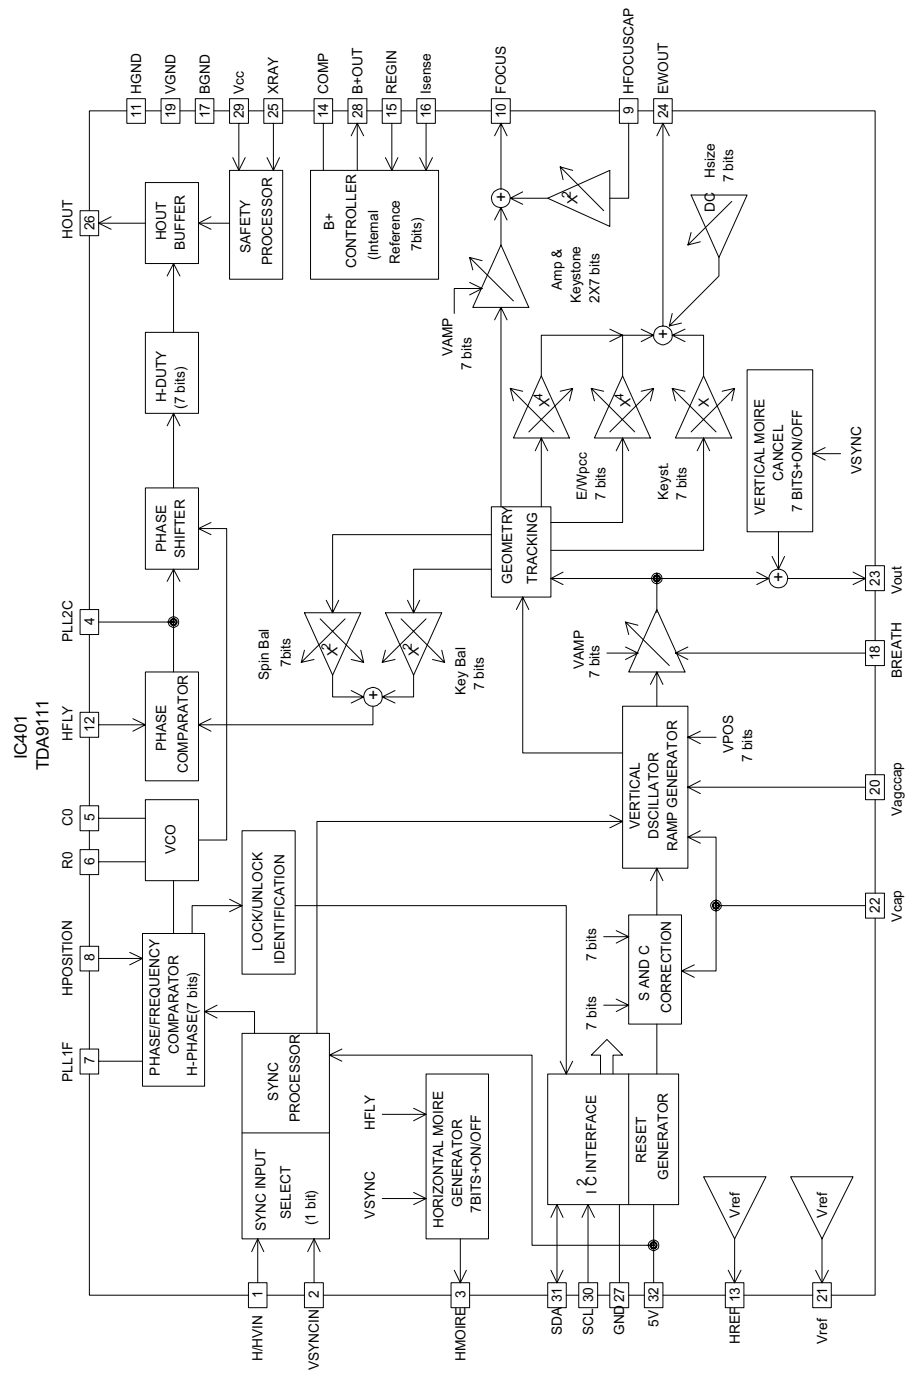 IC401
TDA9111
PLL1F
7
HPOSITION
8
R0
6
C0
5
HFLY
12
PLL2C
4
HOUT
26
PHASE/FREQUENCY
COMPARATOR
H-PHASE(7 bits)
VCO
PHASE
COMPARATOR
PHASE
SHIFTER
H-DUTY
(7 bits)
HOUT
BUFFER
LOCK/UNLOCK
IDENTIFICATION
SAFETY
PROCESSOR
HGND
11
VGND
19
BGND
17
Vcc
29
XRAY
25
COMP
14
B+OUT
28
REGIN
15
Isense
16
FOCUS
10
HFOCUSCAP
9
EWOUT
24
B+
CONTROLLER
(Internal
Reference
7bits)
H/HVIN
1
VSYNCIN
2
HMOIRE
3
SDA
31
SCL
30
GND
27
5V
32
HREF
13
Vref
21
SYNC INPUT
SELECT
(1 bit)
SYNC
PROCESSOR
VSYNC
HFLY
HORIZONTAL MOIRE
GENERATOR
7BITS+ON/OFF
Spin Bal
7bits
X2
X2
Key Bal
7 bits
+
VAMP
7 bits
+
X2
Amp &
Keystone
2X7 bits
DC
Hsize
7 bits
GEOMETRY
TRACKING
X4
E/Wpcc
7 bits
X4
Keyst.
7 bits
X
+
I2C INTERFACE
RESET
GENERATOR
7 bits
7 bits
S AND C
CORRECTION
VERTICAL
DSCILLATOR
RAMP GENERATOR
VPOS
7 bits
VAMP
7 bits
VERTICAL MOIRE
CANCEL
7 BITS+ON/OFF
VSYNC
+
Vref
Vref
22
Vcap
20
Vagccap
18
BREATH
23
Vout